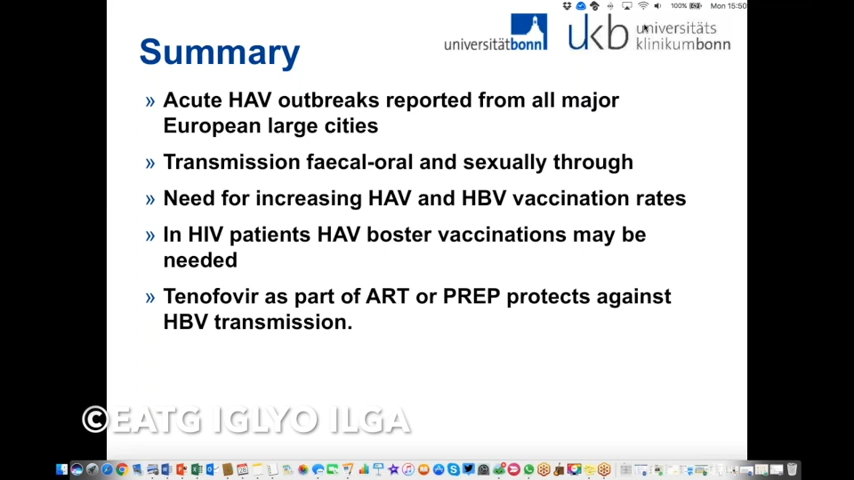 100%
Mon 15:50
universitätbonn
ukb universitäts
klinikumbonn
Summary
» Acute HAV outbreaks reported from all major
European large cities
» Transmission faecal-oral and sexually through
» Need for increasing HAV and HBV vaccination rates
» In HIV patients HAV boster vaccinations may be
needed
» Tenofovir as part of ART or PREP protects against
HBV transmission.
©EATG IGLYO ILGA